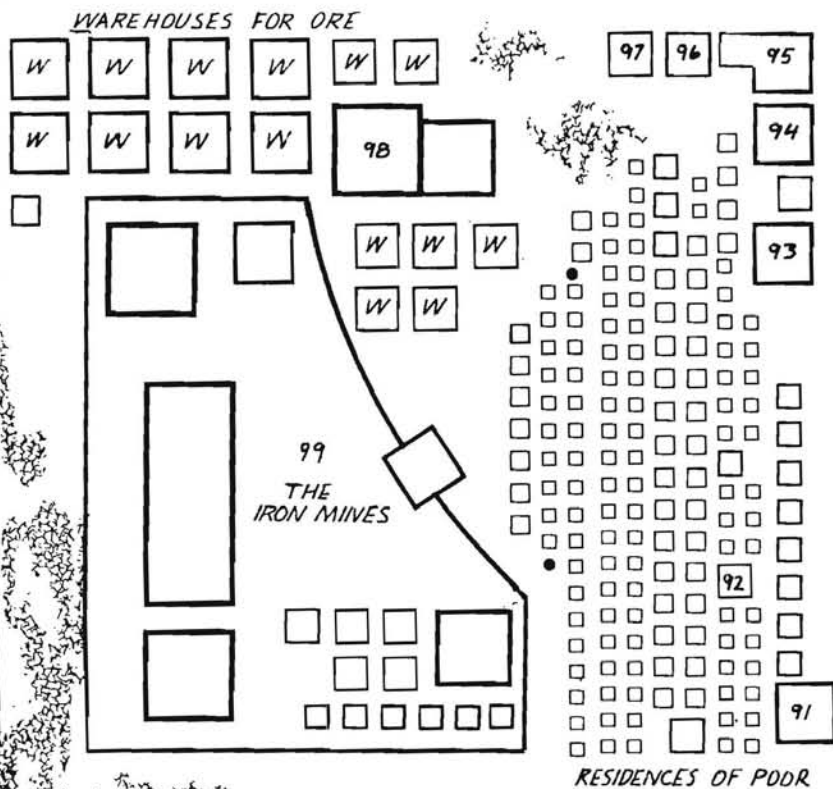 WAREHOUSES FOR ORE
W W W W W W 97 96 95
W W W W 98 94
W W W 93
W W
99
THE
IRON MINES
92
91
RESIDENCES OF POOR